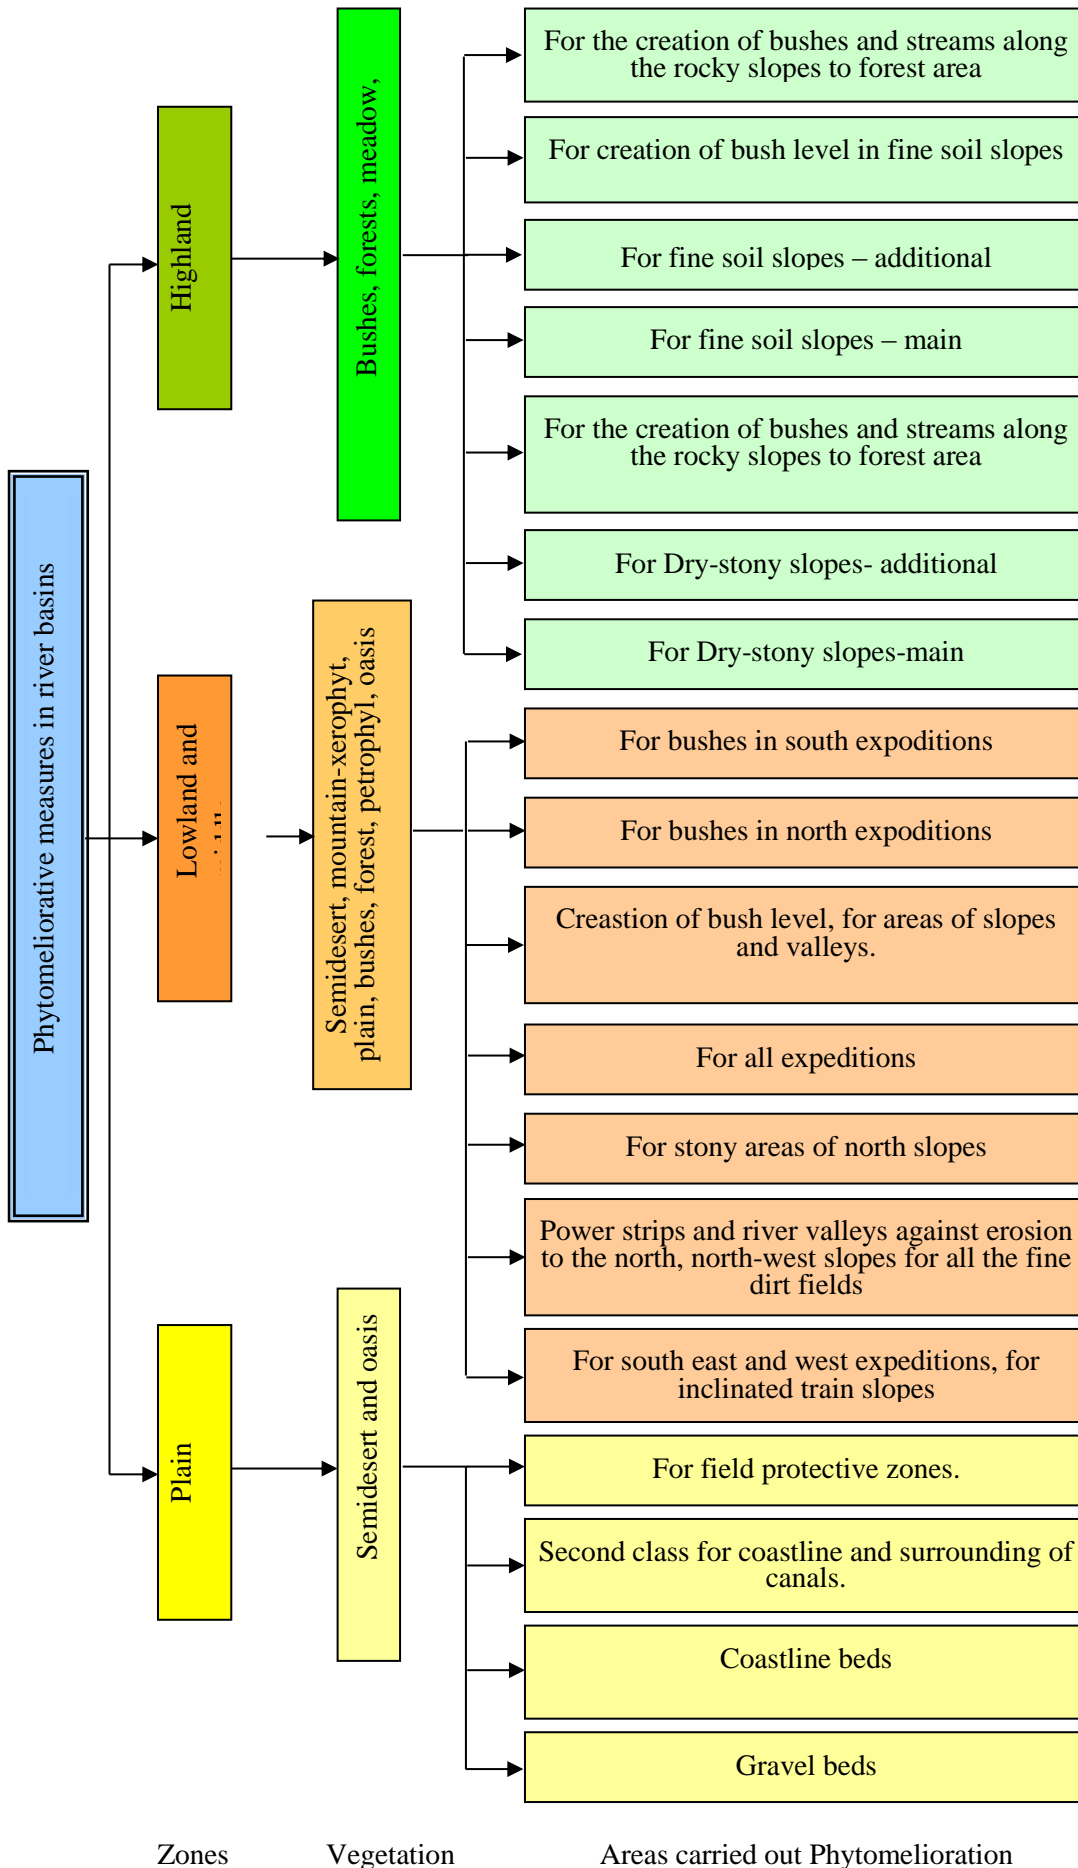 Phytomeliorative measures in river basins
Highland
Bushes, forests, meadow,
For the creation of bushes and streams along
the rocky slopes to forest area
For creation of bush level in fine soil slopes
For fine soil slopes – additional
For fine soil slopes – main
For the creation of bushes and streams along
the rocky slopes to forest area
For Dry-stony slopes- additional
For Dry-stony slopes-main
Lowland and
Semidesert, mountain-xerophyt,
plain, bushes, forest, petrophyl, oasis
For bushes in south expoditions
For bushes in north expoditions
Creastion of bush level, for areas of slopes
and valleys.
For all expeditions
For stony areas of north slopes
Power strips and river valleys against erosion
to the north, north-west slopes for all the fine
dirt fields
For south east and west expeditions, for
inclinated train slopes
Plain
Semidesert and oasis
For field protective zones.
Second class for coastline and surrounding of
canals.
Coastline beds
Gravel beds
Zones
Vegetation
Areas carried out Phytomelioration